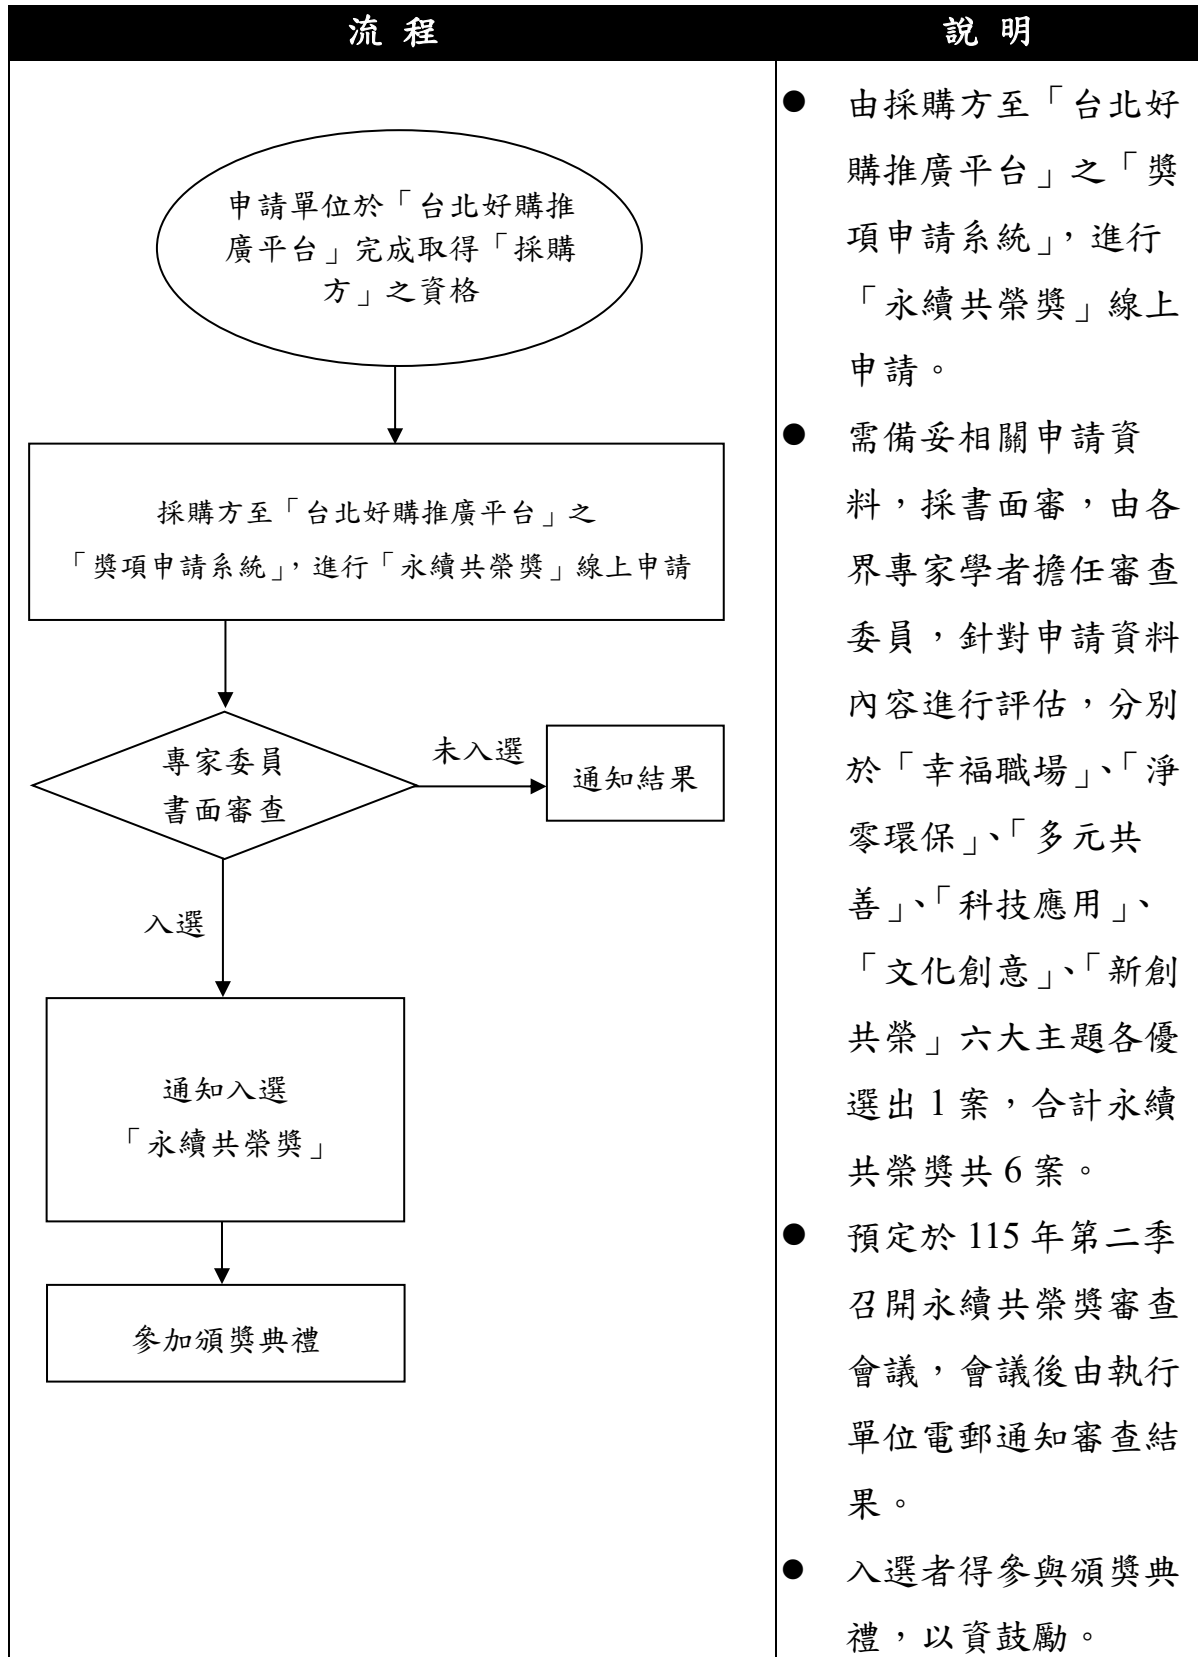 流 程
說 明
申請單位於「台北好購推
廣平台」完成取得「採購
方」之資格
採購方至「台北好購推廣平台」之
「獎項申請系統」，進行「永續共榮獎」線上申請
專家委員
書面審查
未入選
通知結果
入選
通知入選
「永續共榮獎」
參加頒獎典禮
● 由採購方至「台北好
購推廣平台」之「獎
項申請系統」，進行
「永續共榮獎」線上
申請。
● 需備妥相關申請資
料，採書面審，由各
界專家學者擔任審查
委員，針對申請資料
內容進行評估，分別
於「幸福職場」、「淨
零環保」、「多元共
善」、「科技應用」、
「文化創意」、「新創
共榮」六大主題各優
選出 1 案，合計永續
共榮獎共 6 案。
● 預定於 115 年第二季
召開永續共榮獎審查
會議，會議後由執行
單位電郵通知審查結
果。
● 入選者得參與頒獎典
禮，以資鼓勵。